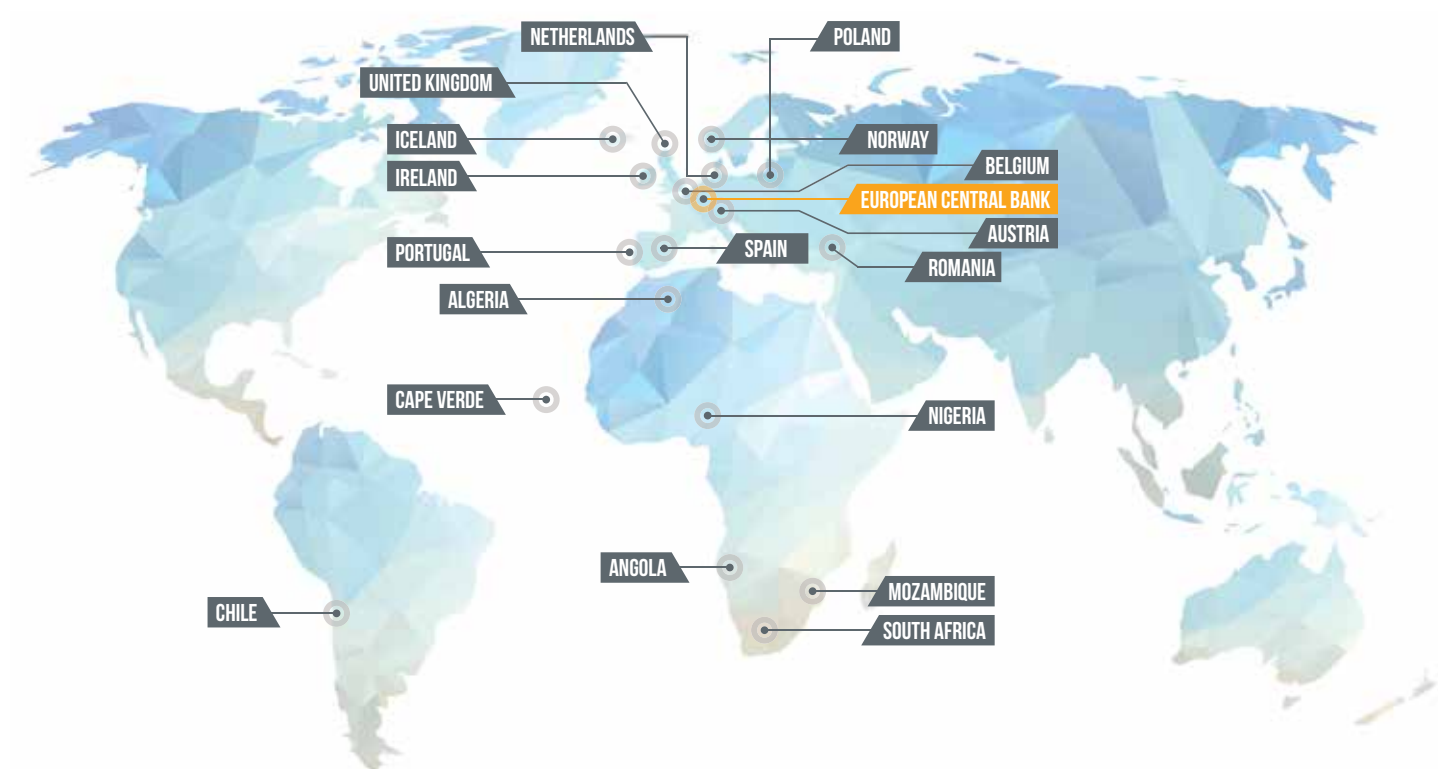 NETHERLANDS
POLAND
UNITED KINGDOM
ICELAND
NORWAY
BELGIUM
IRELAND
EUROPEAN CENTRAL BANK
AUSTRIA
PORTUGAL
SPAIN
ROMANIA
ALGERIA
CAPE VERDE
NIGERIA
ANGOLA
MOZAMBIQUE
CHILE
SOUTH AFRICA